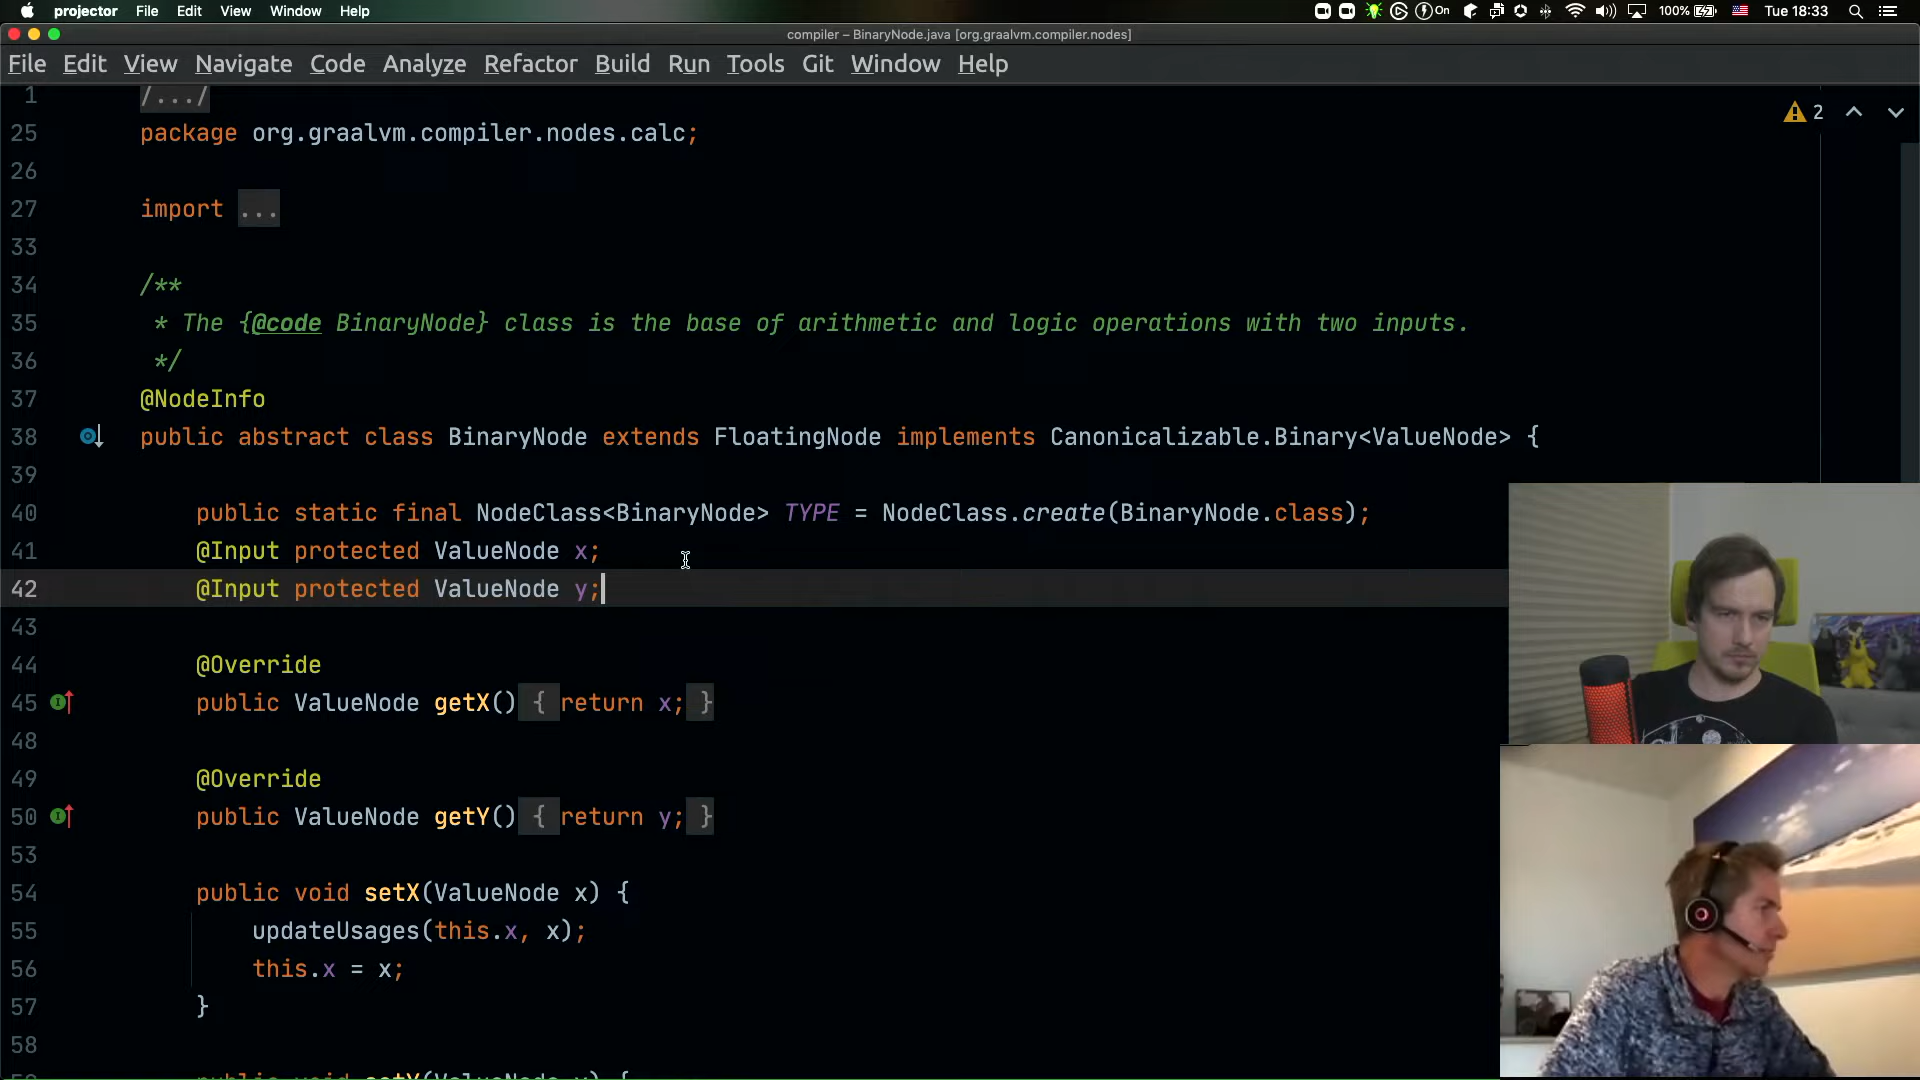 projector File Edit View Window Help On 100% Tue 18:33
compiler – BinaryNode.java [org.graalvm.compiler.nodes]
File Edit View Navigate Code Analyze Refactor Build Run Tools Git Window Help
1 /.../
2
25 package org.graalvm.compiler.nodes.calc;
26
27 import ...
33
34 /**
35 * The {@code BinaryNode} class is the base of arithmetic and logic operations with two inputs.
36 */
37 @NodeInfo
38 public abstract class BinaryNode extends FloatingNode implements Canonicalizable.Binary<ValueNode> {
39
40 public static final NodeClass<BinaryNode> TYPE = NodeClass.create(BinaryNode.class);
41 @Input protected ValueNode x;
42 @Input protected ValueNode y;
43
44 @Override
45 public ValueNode getX() { return x; }
48
49 @Override
50 public ValueNode getY() { return y; }
53
54 public void setX(ValueNode x) {
55 updateUsages(this.x, x);
56 this.x = x;
57 }
58
public void setY(ValueNode y) {